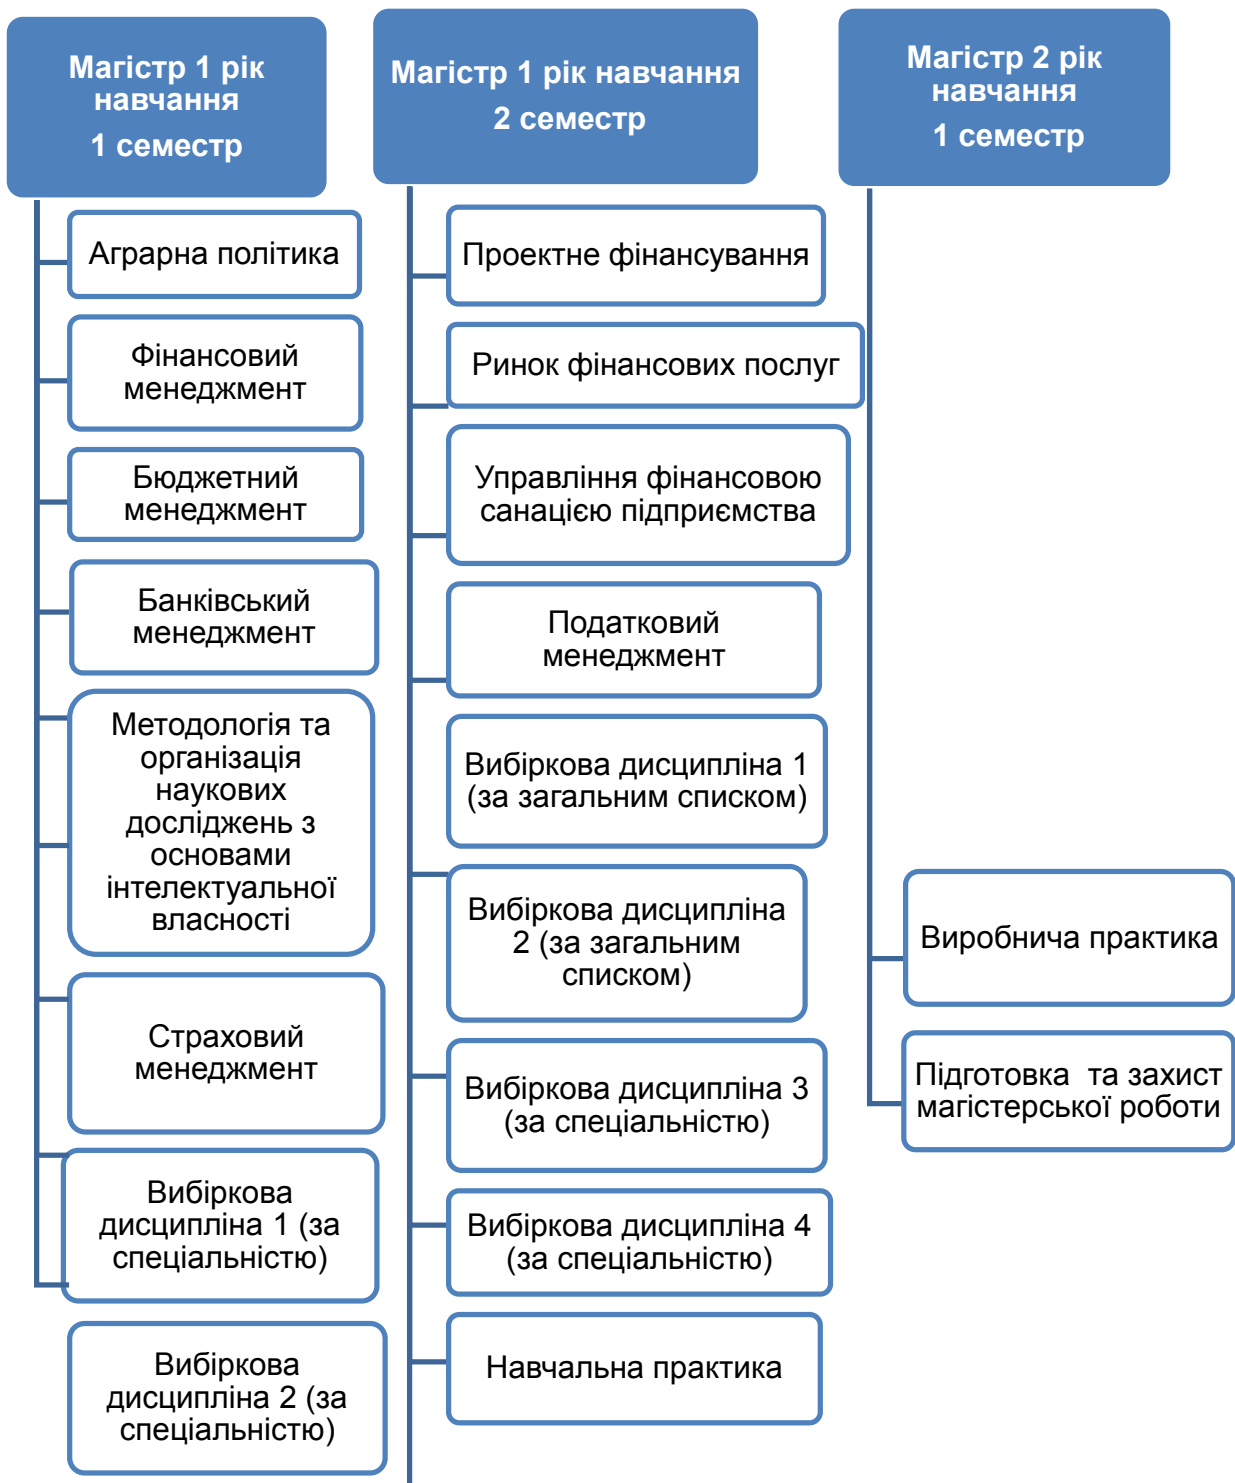 Магістр 1 рік
навчання
1 семестр
Аграрна політика
Фінансовий
менеджмент
Бюджетний
менеджмент
Банківський
менеджмент
Методологія та
організація
наукових
досліджень з
основами
інтелектуальної
власності
Страховий
менеджмент
Вибіркова
дисципліна 1 (за
спеціальністю)
Вибіркова
дисципліна 2 (за
спеціальністю)
Магістр 1 рік навчання
2 семестр
Проектне фінансування
Ринок фінансових послуг
Управління фінансовою
санацією підприємства
Податковий
менеджмент
Вибіркова дисципліна 1
(за загальним списком)
Вибіркова дисципліна
2 (за загальним
списком)
Вибіркова дисципліна 3
(за спеціальністю)
Вибіркова дисципліна 4
(за спеціальністю)
Навчальна практика
Магістр 2 рік
навчання
1 семестр
Виробнича практика
Підготовка та захист
магістерської роботи